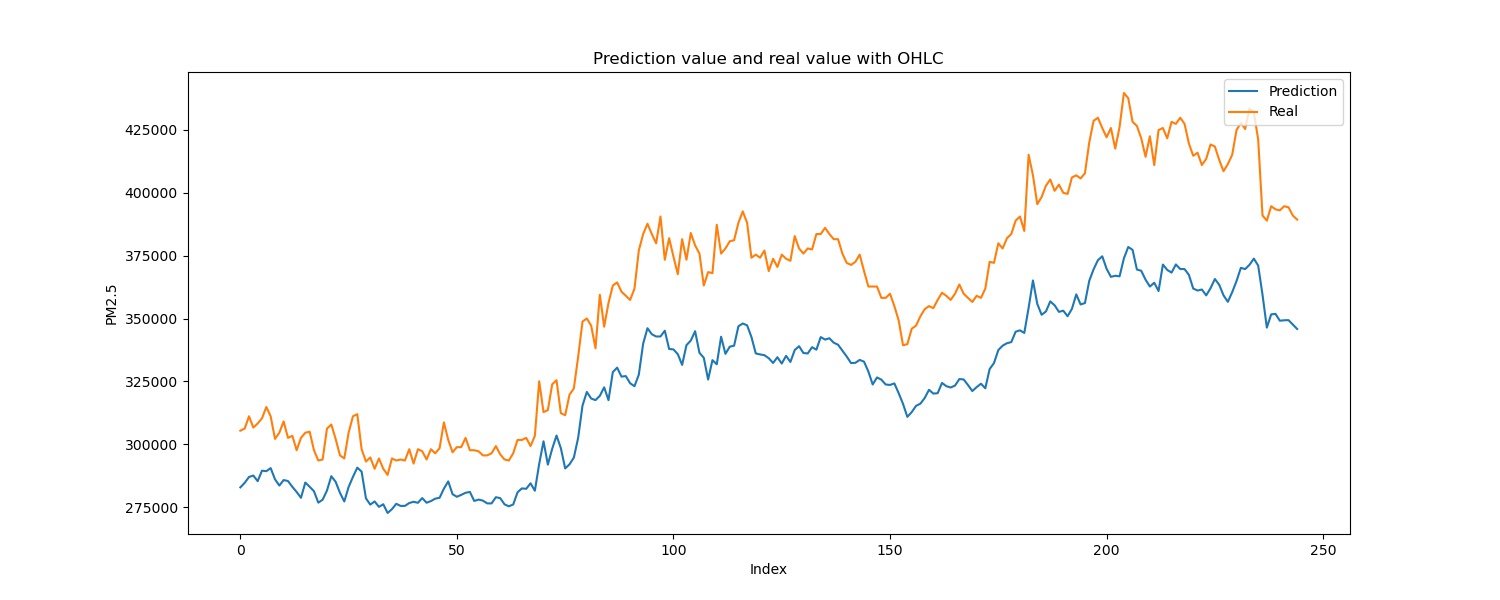 Prediction value and real value with OHLC
Prediction
Real
425000
400000
375000
350000
325000
300000
275000
PM2.5
0 50 100 150 200 250
Index